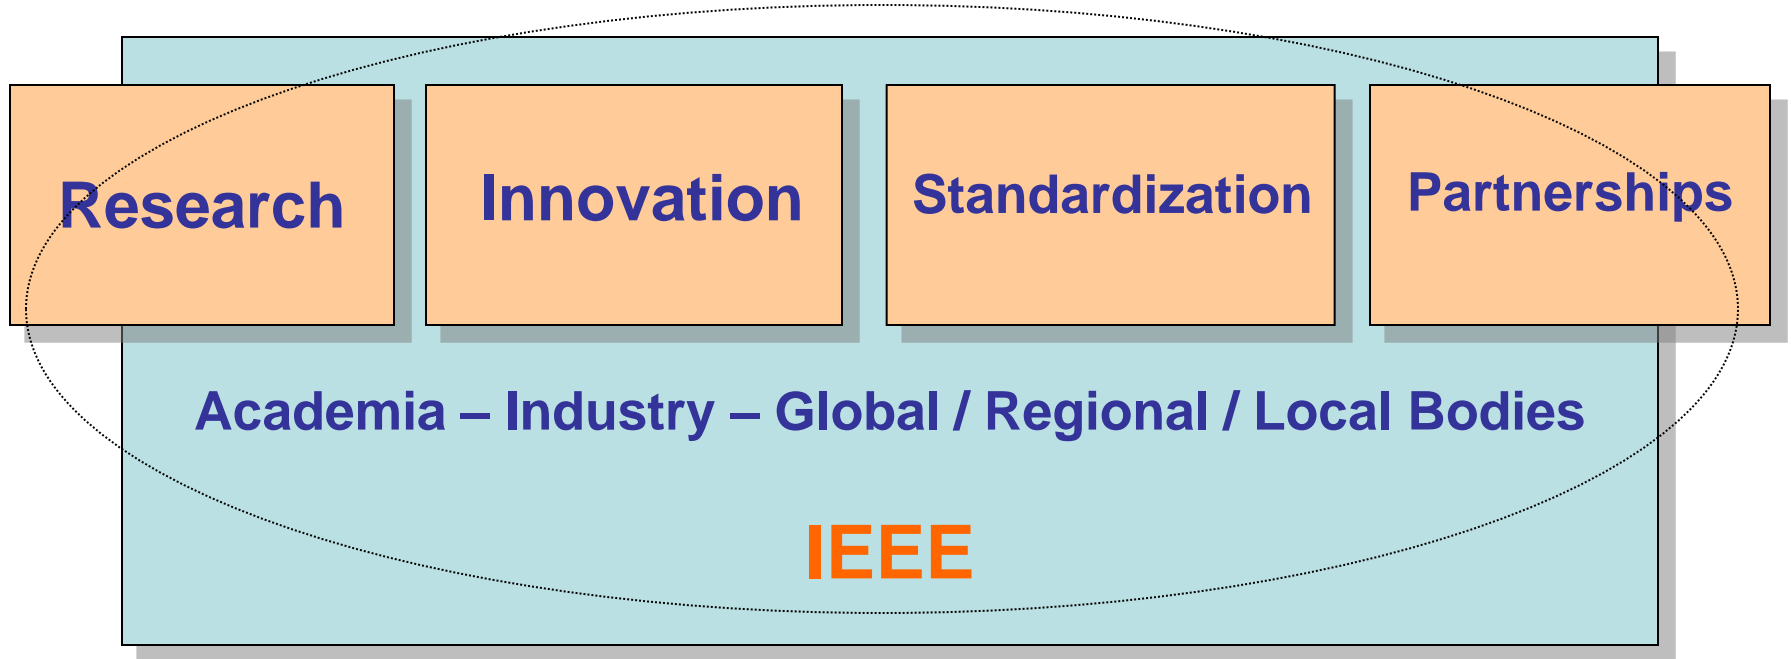 Research
Innovation
Standardization
Partnerships
Academia – Industry – Global / Regional / Local Bodies
IEEE